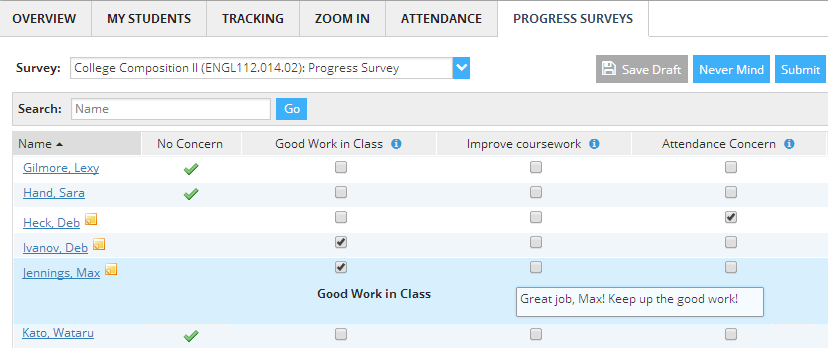 OVERVIEW MY STUDENTS TRACKING ZOOM IN ATTENDANCE PROGRESS SURVEYS
Survey: College Composition II (ENGL112.014.02): Progress Survey Save Draft Never Mind Submit
Search: Name Go
Name No Concern Good Work in Class Improve coursework Attendance Concern
Gilmore, Lexy
Hand, Sara
Heck, Deb
Ivanov, Deb
Jennings, Max
Good Work in Class Great job, Max! Keep up the good work!
Kato, Wataru